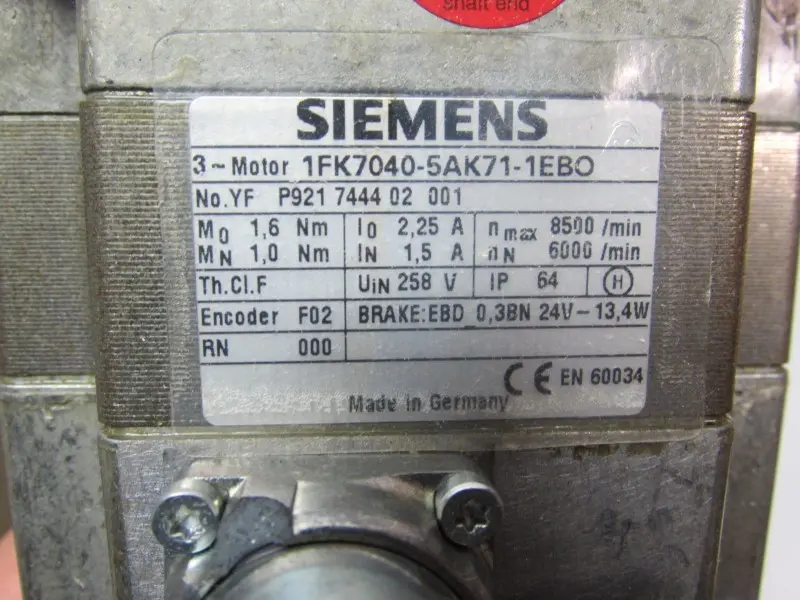 shaft end
SIEMENS
3~Motor 1FK7040-5AK71-1EB0
No.YF P921 7444 02 001
M0 1,6 Nm I0 2,25 A nmax 8500 /min
MN 1,0 Nm IN 1,5 A nN 6000/min
Th.Cl.F UIN 258 V IP 64 H
Encoder F02 BRAKE:EBD 0,3BN 24V-13,4W
RN 000
CE EN 60034
Made in Germany